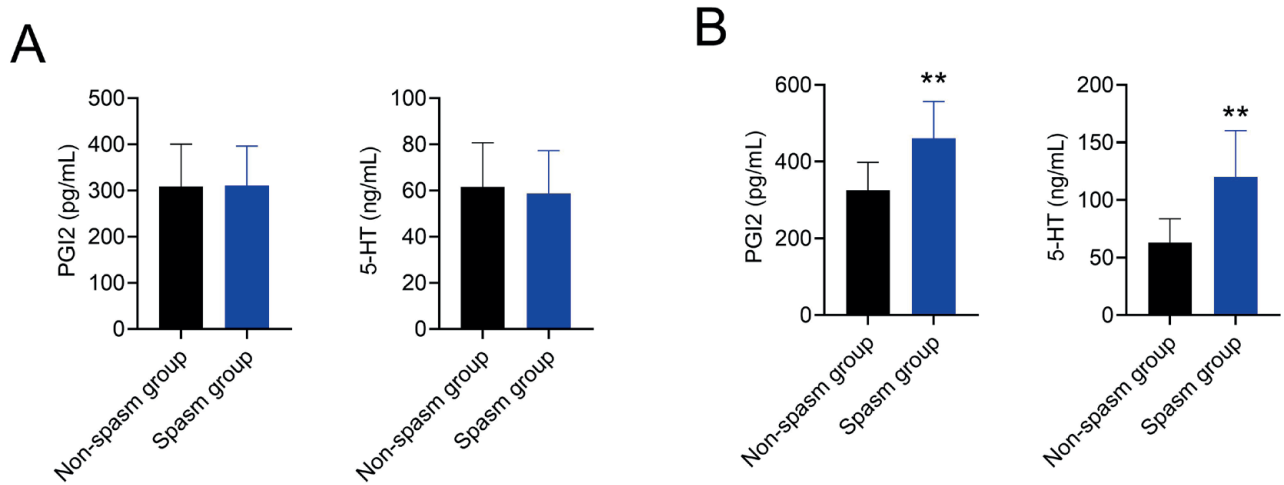 A
PGI2 (pg/mL)
500
400
300
200
100
0
Non-spasm group
Spasm group
5-HT (ng/mL)
100
80
60
40
20
0
Non-spasm group
Spasm group
B
PGI2 (pg/mL)
600
400
200
0
**
Non-spasm group
Spasm group
5-HT (ng/mL)
200
150
100
50
0
**
Non-spasm group
Spasm group